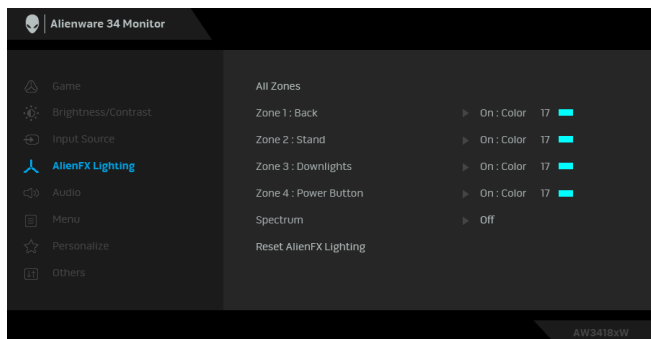 Alienware 34 Monitor
Game
All Zones
Brightness/Contrast
Zone 1 : Back
On : Color 17
Input Source
Zone 2 : Stand
On : Color 17
AlienFX Lighting
Zone 3 : Downlights
On : Color 17
Audio
Zone 4 : Power Button
On : Color 17
Menu
Spectrum
Off
Personalize
Reset AlienFX Lighting
Others
AW3418xW